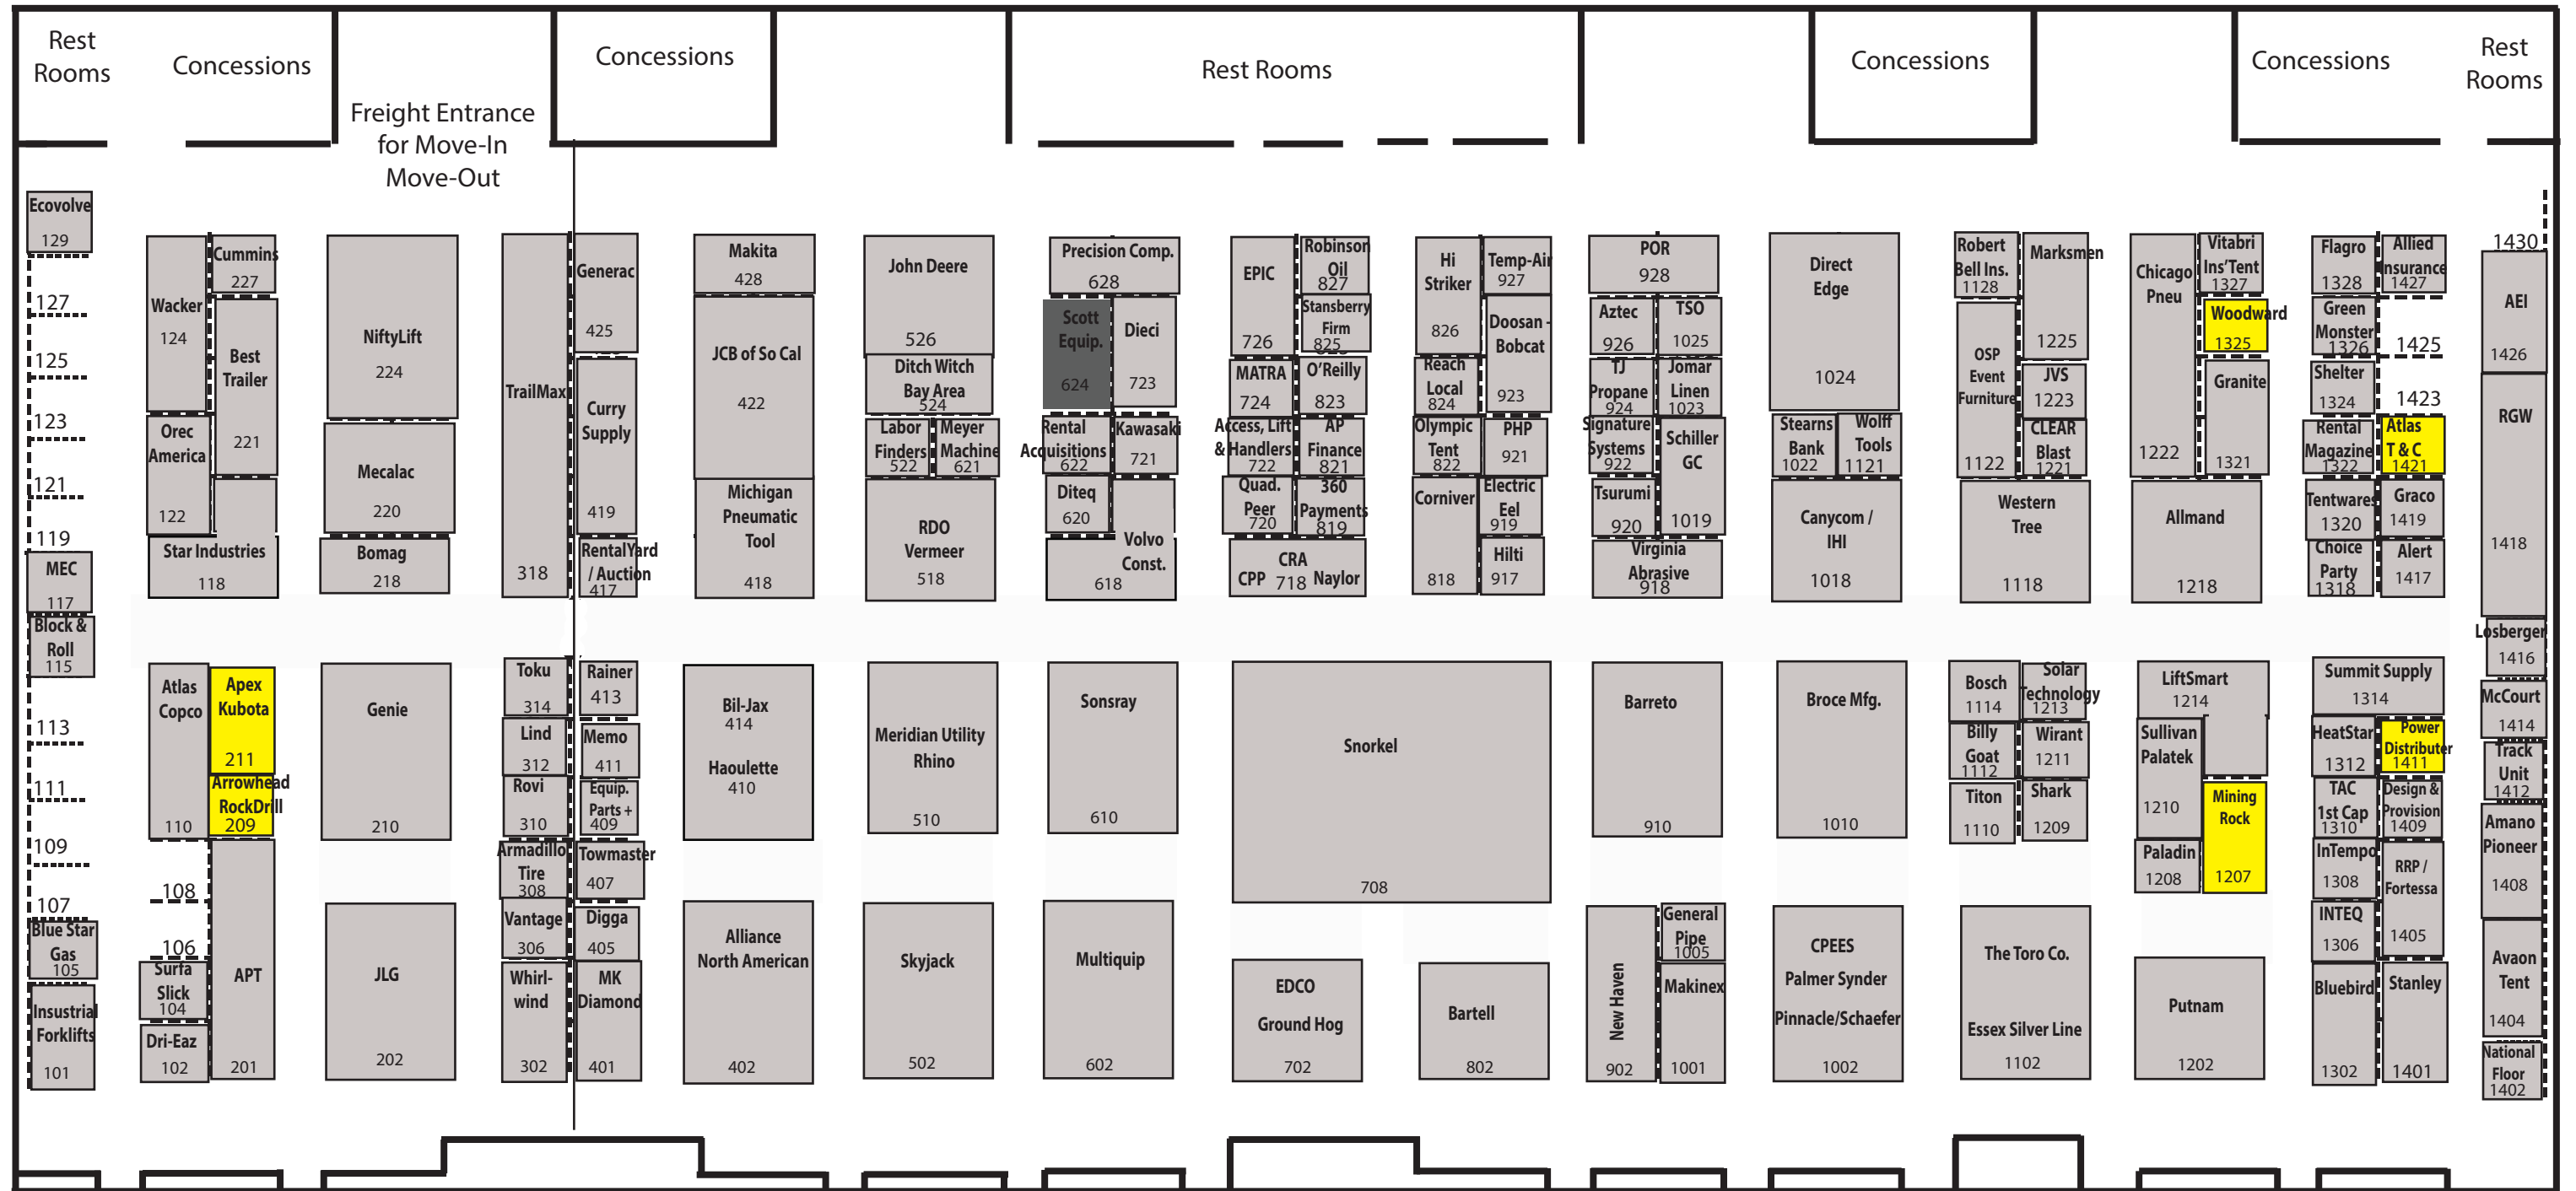 Rest
Rooms
Concessions
Freight Entrance
for Move-In
Move-Out
Concessions
Rest Rooms
Concessions
Concessions
Rest
Rooms
Ecovolve
129
127
125
123
121
119
MEC
117
Block &
Roll
115
113
111
109
107
Blue Star
Gas
105
Insustrial
Forklifts
101
Wacker
124
Cummins
227
Best
Trailer
221
Orec
America
122
Star Industries
118
Atlas
Copco
110
Apex
Kubota
211
Arrowhead
RockDrill
209
108
106
Surfa
Slick
104
Dri-Eaz
102
APT
201
NiftyLift
224
Mecalac
220
Bomag
218
Genie
210
JLG
202
TrailMax
318
Generac
425
Curry
Supply
419
RentalYard
/ Auction
417
Toku
314
Rainer
413
Lind
312
Memo
411
Rovi
310
Equip.
Parts +
409
Armadillo
Tire
308
Towmaster
407
Vantage
306
Digga
405
Whirl-
wind
302
MK
Diamond
401
Makita
428
JCB of So Cal
422
Michigan
Pneumatic
Tool
418
Bil-Jax
414
Haoulette
410
Alliance
North American
402
John Deere
526
Ditch Witch
Bay Area
524
Labor
Finders
522
Meyer
Machine
621
RDO
Vermeer
518
Meridian Utility
Rhino
510
Skyjack
502
Precision Comp.
628
Scott
Equip.
624
Dieci
723
Rental
Acquisitions
622
Kawasaki
721
Diteq
620
Volvo
Const.
618
Sonsray
610
Multiquip
602
EPIC
726
Robinson
Oil
827
Stansberry
Firm
825
MATRA
724
O'Reilly
823
Access, Lift
& Handlers
722
AP
Finance
821
Quad.
Peer
720
360
Payments
819
CRA
CPP 718 Naylor
Snorkel
708
EDCO
Ground Hog
702
Hi
Striker
826
Temp-Air
927
Doosan -
Bobcat
923
Reach
Local
824
Olympic
Tent
822
PHP
921
Corniver
818
Electric
Eel
919
Hilti
917
Bartell
802
POR
928
Aztec
926
TSO
1025
TJ
Propane
924
Jomar
Linen
1023
Signature
Systems
922
Schiller
GC
1019
Tsurumi
920
Virginia
Abrasive
918
Barreto
910
New Haven
902
General
Pipe
1005
Makinex
1001
Direct
Edge
1024
Stearns
Bank
1022
Wolff
Tools
1121
Canycom /
IHI
1018
Broce Mfg.
1010
CPEES
Palmer Synder
Pinnacle/Schaefer
1002
Robert
Bell Ins.
1128
Marksmen
1225
OSP
Event
Furniture
1122
JVS
1223
CLEAR
Blast
1221
Western
Tree
1118
Bosch
1114
Solar
Technology
1213
Billy
Goat
1112
Wirant
1211
Titon
1110
Shark
1209
The Toro Co.
Essex Silver Line
1102
Chicago
Pneu
1222
Vitabri
Ins'Tent
1327
Woodward
1325
Granite
1321
Allmand
1218
LiftSmart
1214
Sullivan
Palatek
1210
Mining
Rock
1207
Paladin
1208
Putnam
1202
Flagro
1328
Allied
Insurance
1427
Green
Monster
1326
1425
Shelter
1324
1423
Rental
Magazine
1322
Atlas
T & C
1421
Tentwares
1320
Graco
1419
Choice
Party
1318
Alert
1417
Summit Supply
1314
HeatStar
1312
Power
Distributer
1411
TAC
1st Cap
1310
Design &
Provision
1409
InTempo
1308
RRP /
Fortessa
1405
INTEQ
1306
Bluebird
1302
Stanley
1401
1430
AEI
1426
RGW
1418
Losberger
1416
McCourt
1414
Track
Unit
1412
Amano
Pioneer
1408
Avaon
Tent
1404
National
Floor
1402